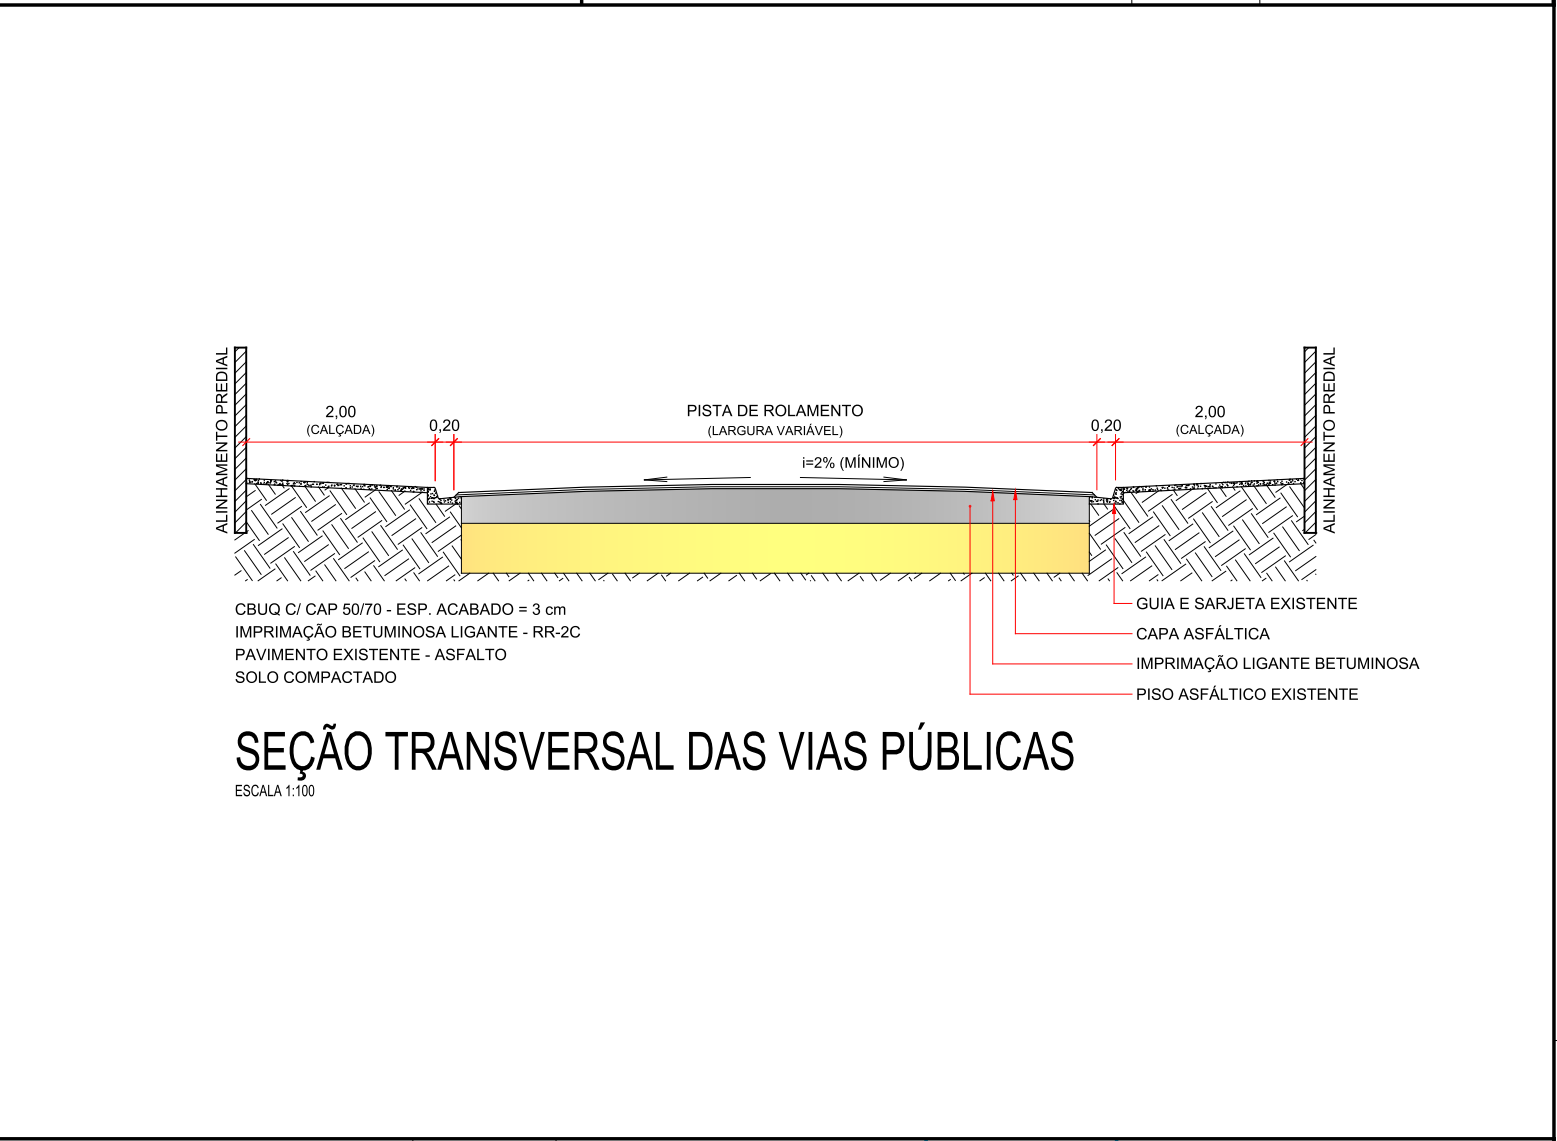 ALINHAMENTO PREDIAL
2,00
(CALÇADA)
0,20
PISTA DE ROLAMENTO
(LARGURA VARIÁVEL)
i=2% (MÍNIMO)
0,20
2,00
(CALÇADA)
ALINHAMENTO PREDIAL
CBUQ C/ CAP 50/70 - ESP. ACABADO = 3 cm
IMPRIMAÇÃO BETUMINOSA LIGANTE - RR-2C
PAVIMENTO EXISTENTE - ASFALTO
SOLO COMPACTADO
GUIA E SARJETA EXISTENTE
CAPA ASFÁLTICA
IMPRIMAÇÃO LIGANTE BETUMINOSA
PISO ASFÁLTICO EXISTENTE
SEÇÃO TRANSVERSAL DAS VIAS PÚBLICAS
ESCALA 1:100